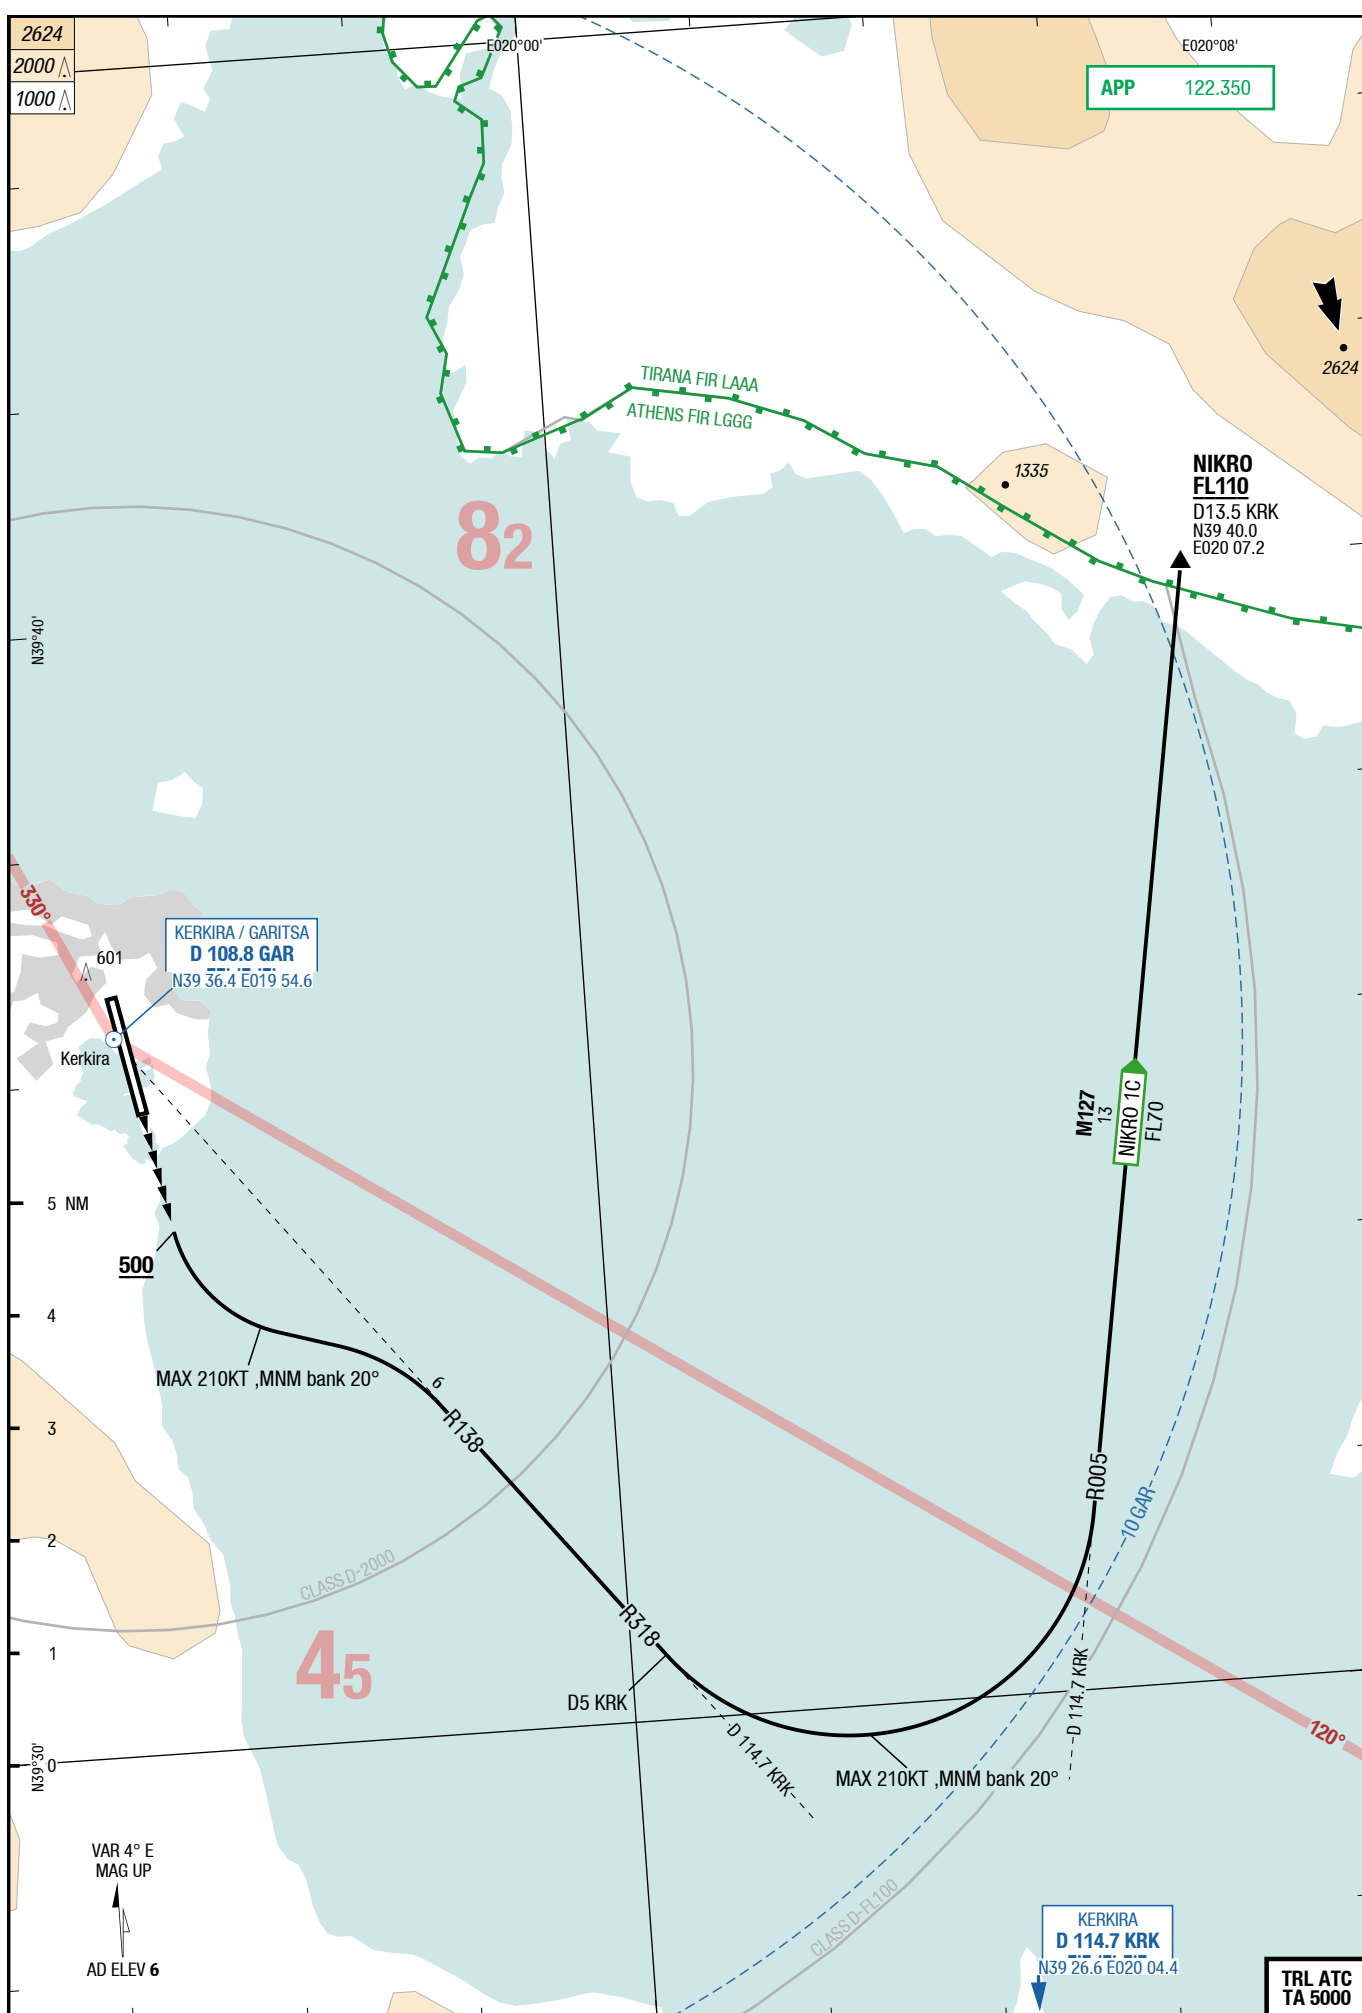 2624
2000
1000
E020°00'
E020°08'
APP 122.350
TIRANA FIR LAAA
ATHENS FIR LGGG
2624
1335
82
NIKRO
FL110
D13.5 KRK
N39 40.0
E020 07.2
N39°40'
330°
KERKIRA / GARITSA
D 108.8 GAR
N39 36.4 E019 54.6
601
Kerkira
M127
13
NIKRO 1C
FL70
5 NM
500
4
MAX 210KT ,MNM bank 20°
6
3
R138
R005
2
10 GAR
CLASS D-2000
R318
1
45
D5 KRK
D 114.7 KRK
D 114.7 KRK
120°
N39°30'
0
MAX 210KT ,MNM bank 20°
VAR 4° E
MAG UP
AD ELEV 6
CLASS D-FL100
KERKIRA
D 114.7 KRK
N39 26.6 E020 04.4
TRL ATC
TA 5000